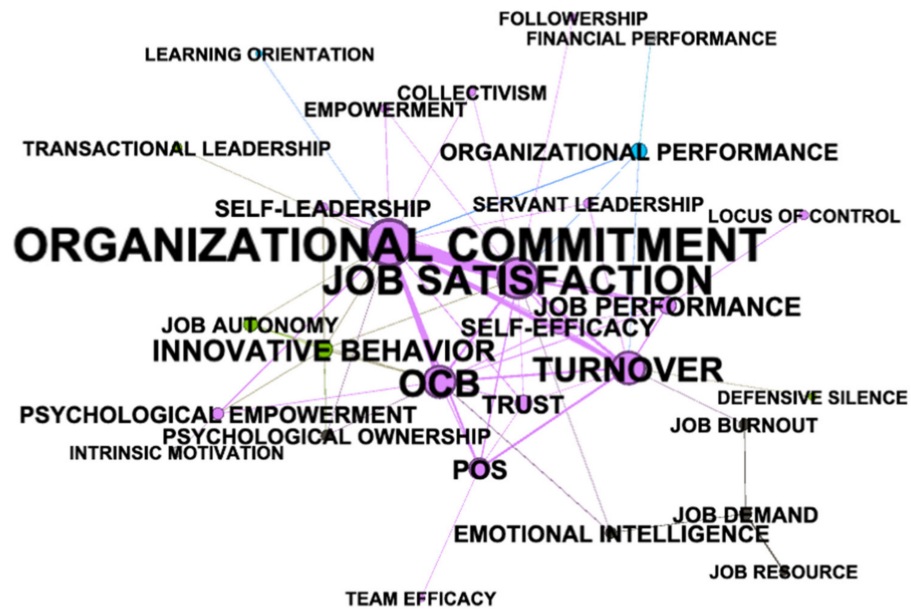 FOLLOWERSHIP
FINANCIAL PERFORMANCE
LEARNING ORIENTATION
COLLECTIVISM
EMPOWERMENT
TRANSACTIONAL LEADERSHIP
ORGANIZATIONAL PERFORMANCE
SELF-LEADERSHIP
SERVANT LEADERSHIP
LOCUS OF CONTROL
ORGANIZATIONAL COMMITMENT
JOB SATISFACTION
JOB PERFORMANCE
JOB AUTONOMY
SELF-EFFICACY
INNOVATIVE BEHAVIOR
TURNOVER
OCB
DEFENSIVE SILENCE
TRUST
PSYCHOLOGICAL EMPOWERMENT
JOB BURNOUT
PSYCHOLOGICAL OWNERSHIP
INTRINSIC MOTIVATION
POS
JOB DEMAND
EMOTIONAL INTELLIGENCE
JOB RESOURCE
TEAM EFFICACY